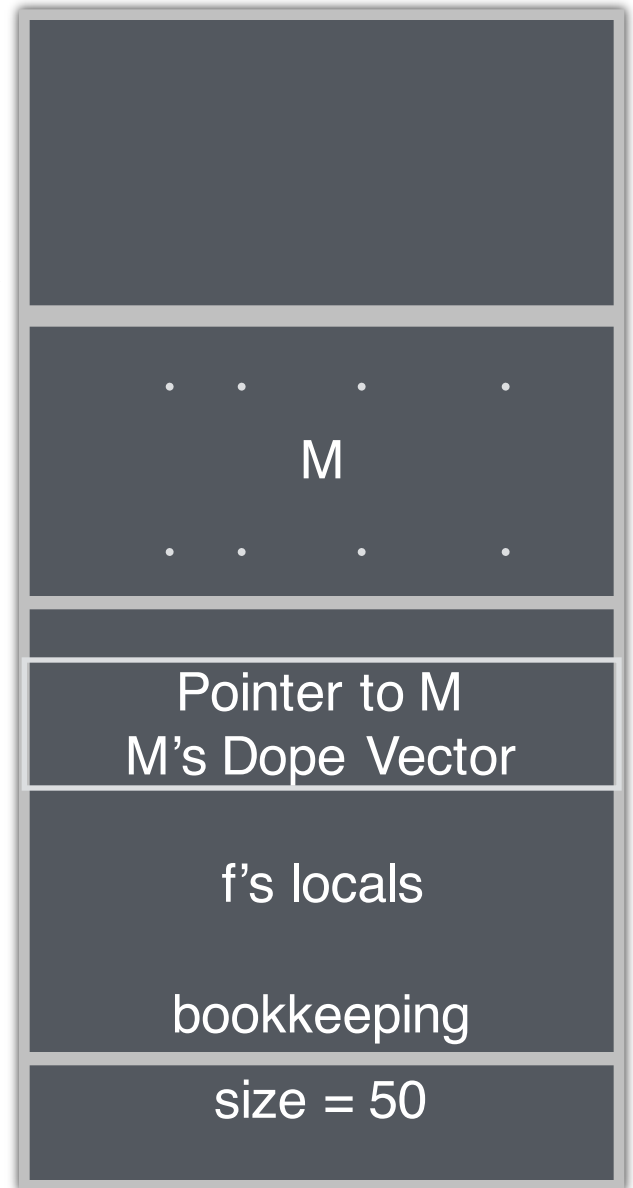 M
Pointer to M
M’s Dope Vector
f’s locals
bookkeeping
size = 50